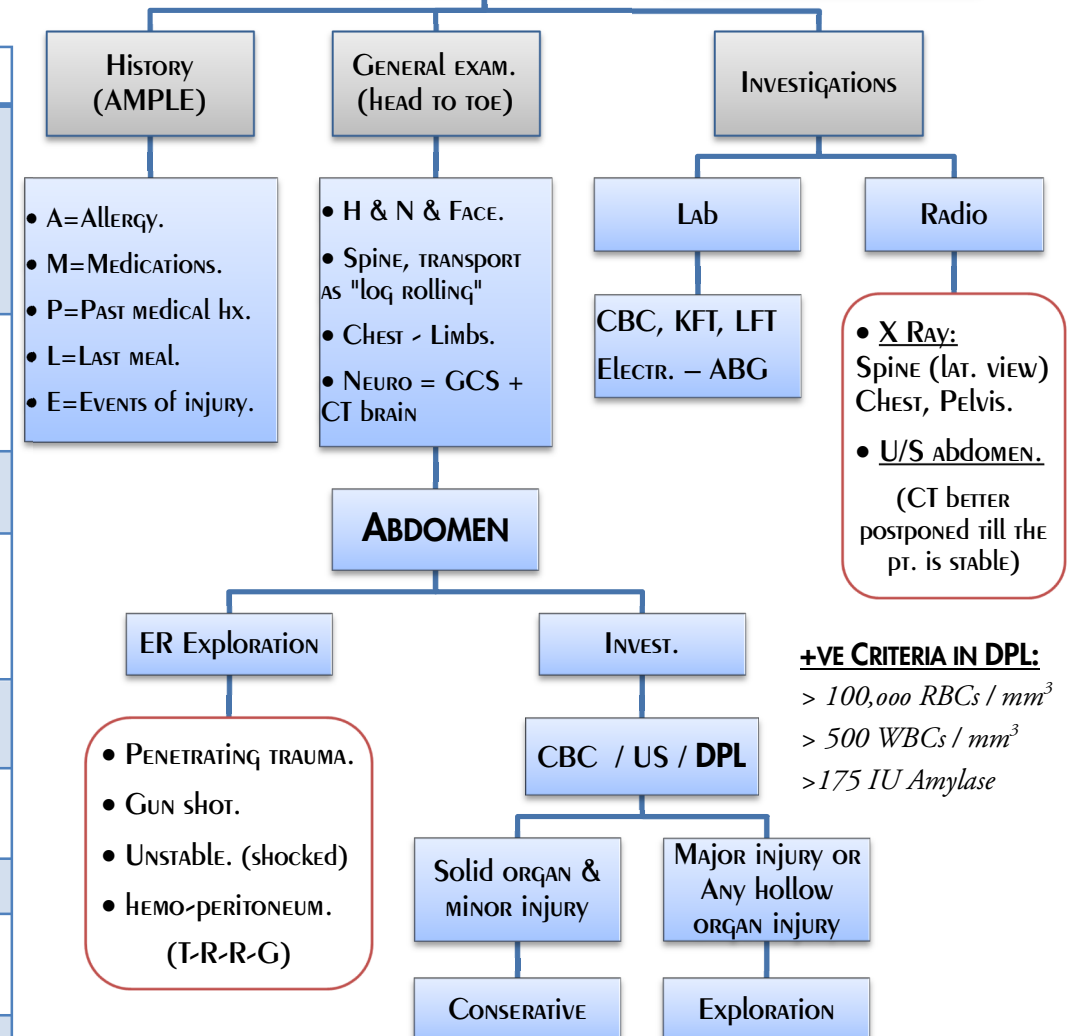 History
(AMPLE)
General exam.
(head to toe)
Investigations
• A=Allergy.
• M=Medications.
• P=Past medical hx.
• L=Last meal.
• E=Events of injury.
• H & N & Face.
• Spine, transport
as "log rolling"
• Chest - Limbs.
• Neuro = GCS +
CT brain
Lab
Radio
CBC, KFT, LFT
Electr. – ABG
• X Ray:
Spine (lat. view)
Chest, Pelvis.
• U/S abdomen.
(CT better
postponed till the
pt. is stable)
Abdomen
ER Exploration
Invest.
• Penetrating trauma.
• Gun shot.
• Unstable. (shocked)
• hemo-peritoneum.
(T-R-R-G)
CBC / US / DPL
+ve Criteria in DPL:
> 100,000 RBCs / mm³
> 500 WBCs / mm³
>175 IU Amylase
Solid organ &
minor injury
Major injury or
Any hollow
organ injury
Conserative
Exploration